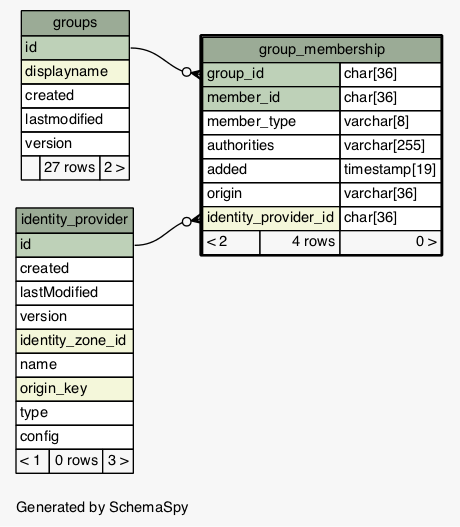 groups
id
displayname
created
lastmodified
version
27 rows 2 >
group_membership
group_id char[36]
member_id char[36]
member_type varchar[8]
authorities varchar[255]
added timestamp[19]
origin varchar[36]
identity_provider_id char[36]
< 2 4 rows 0 >
identity_provider
id
created
lastModified
version
identity_zone_id
name
origin_key
type
config
< 1 0 rows 3 >
Generated by SchemaSpy